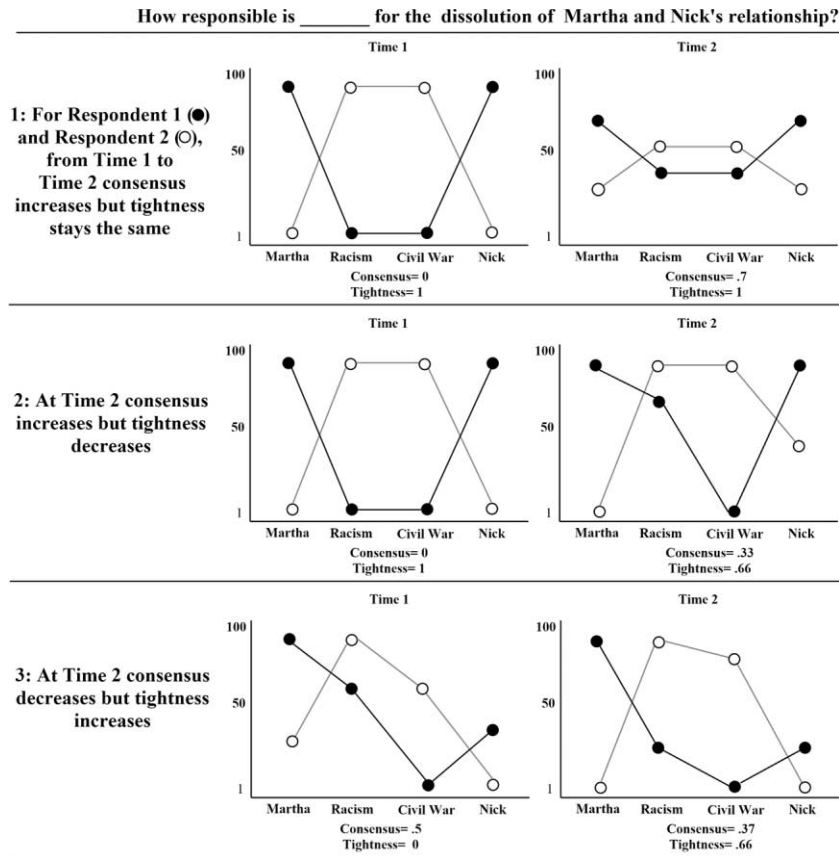 How responsible is _______ for the dissolution of Martha and Nick's relationship?
1: For Respondent 1 (●)
and Respondent 2 (○),
from Time 1 to
Time 2 consensus
increases but tightness
stays the same
Time 1
100
50
1
Martha Racism Civil War Nick
Consensus= 0
Tightness= 1
Time 2
100
50
1
Martha Racism Civil War Nick
Consensus= .7
Tightness= 1
2: At Time 2 consensus
increases but tightness
decreases
Time 1
100
50
1
Martha Racism Civil War Nick
Consensus= 0
Tightness= 1
Time 2
100
50
1
Martha Racism Civil War Nick
Consensus= .33
Tightness= .66
3: At Time 2 consensus
decreases but tightness
increases
Time 1
100
50
1
Martha Racism Civil War Nick
Consensus= .5
Tightness= 0
Time 2
100
50
1
Martha Racism Civil War Nick
Consensus= .37
Tightness= .66